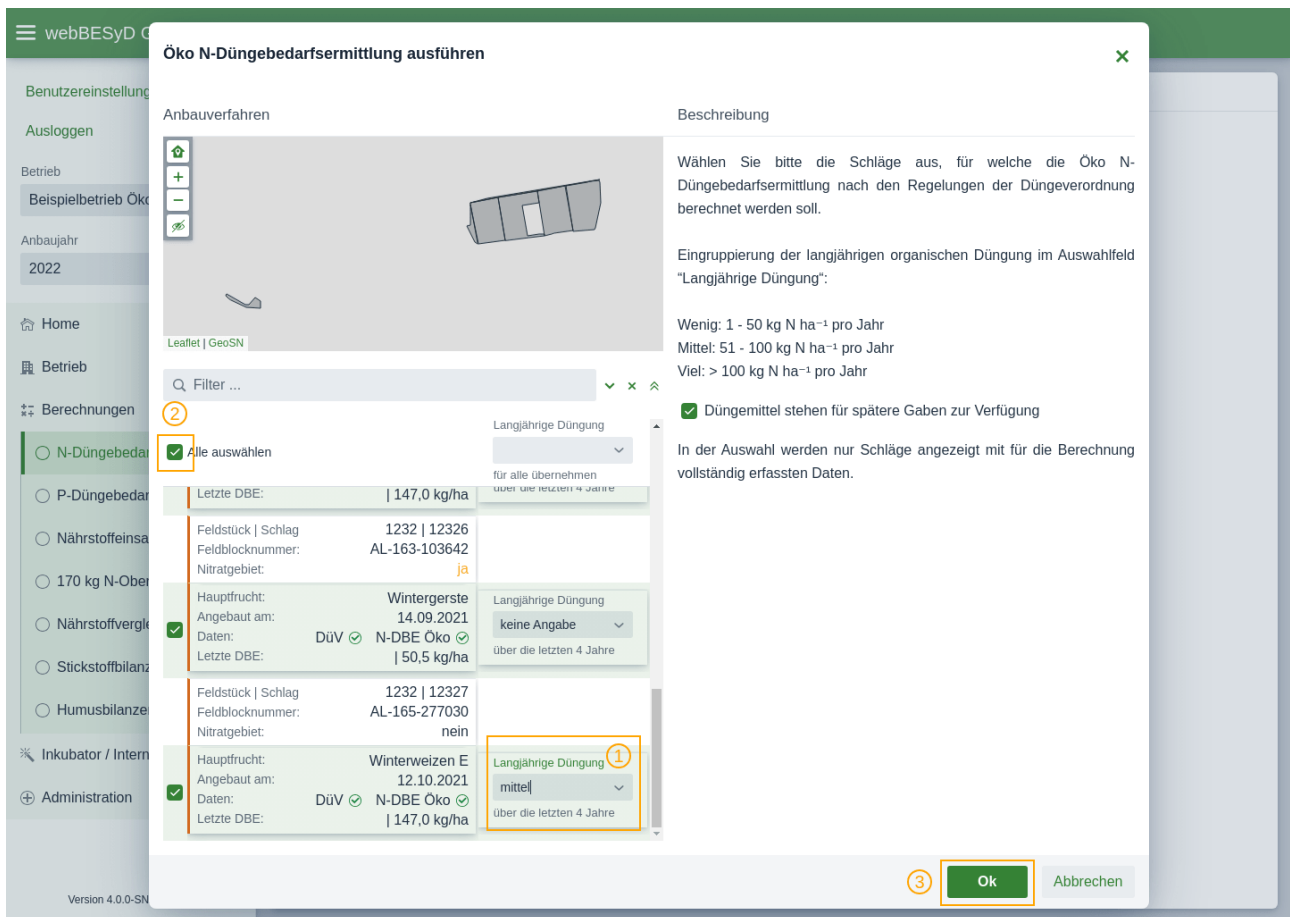 webBESyD
Benutzereinstellung
Ausloggen
Betrieb
Beispielbetrieb Öko
Anbaujahr
2022
Home
Betrieb
Berechnungen
N-Düngebedar
P-Düngebedar
Nährstoffeinsa
170 kg N-Ober
Nährstoffvergle
Stickstoffbilanz
Humusbilanze
Inkubator / Intern
Administration
Version 4.0.0-SN
Öko N-Düngebedarfsermittlung ausführen
Anbauverfahren
+
−
Leaflet | GeoSN
Filter ...
2
Alle auswählen
Langjährige Düngung
für alle übernehmen
über die letzten 4 Jahre
Letzte DBE: | 147,0 kg/ha
Feldstück | Schlag 1232 | 12326
Feldblocknummer: AL-163-103642
Nitratgebiet: ja
Hauptfrucht: Wintergerste
Angebaut am: 14.09.2021
Daten: DüV N-DBE Öko
Letzte DBE: | 50,5 kg/ha
Langjährige Düngung
keine Angabe
über die letzten 4 Jahre
Feldstück | Schlag 1232 | 12327
Feldblocknummer: AL-165-277030
Nitratgebiet: nein
Hauptfrucht: Winterweizen E
Angebaut am: 12.10.2021
Daten: DüV N-DBE Öko
Letzte DBE: | 147,0 kg/ha
1
Langjährige Düngung
mittel
über die letzten 4 Jahre
Beschreibung
Wählen Sie bitte die Schläge aus, für welche die Öko N-
Düngebedarfsermittlung nach den Regelungen der Düngeverordnung
berechnet werden soll.
Eingruppierung der langjährigen organischen Düngung im Auswahlfeld
“Langjährige Düngung“:
Wenig: 1 - 50 kg N ha⁻¹ pro Jahr
Mittel: 51 - 100 kg N ha⁻¹ pro Jahr
Viel: > 100 kg N ha⁻¹ pro Jahr
Düngemittel stehen für spätere Gaben zur Verfügung
In der Auswahl werden nur Schläge angezeigt mit für die Berechnung
vollständig erfassten Daten.
3
Ok
Abbrechen